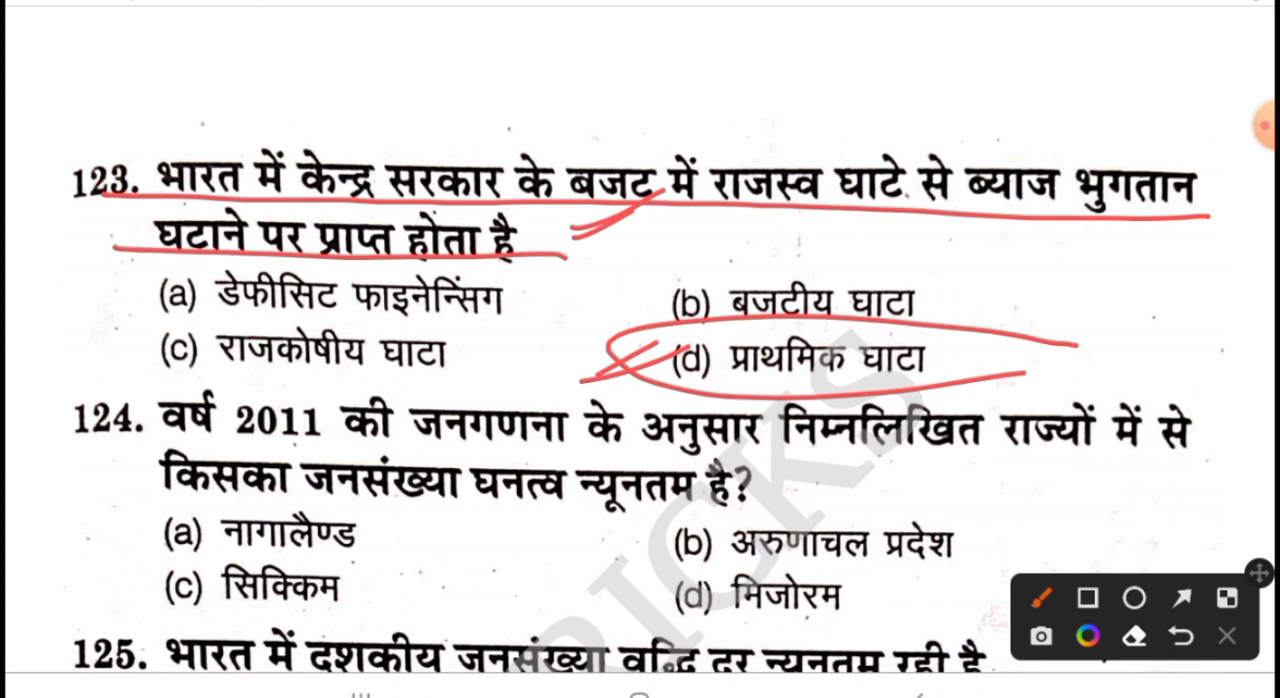 123. भारत में केन्द्र सरकार के बजट में राजस्व घाटे से ब्याज भुगतान
घटाने पर प्राप्त होता है
(a) डेफीसिट फाइनेन्सिंग (b) बजटीय घाटा
(c) राजकोषीय घाटा (d) प्राथमिक घाटा
124. वर्ष 2011 की जनगणना के अनुसार निम्नलिखित राज्यों में से
किसका जनसंख्या घनत्व न्यूनतम है?
(a) नागालैण्ड (b) अरुणाचल प्रदेश
(c) सिक्किम (d) मिजोरम
125. भारत में दशकीय जनसंख्या वृद्धि दर न्यूनतम रही है
RICKS